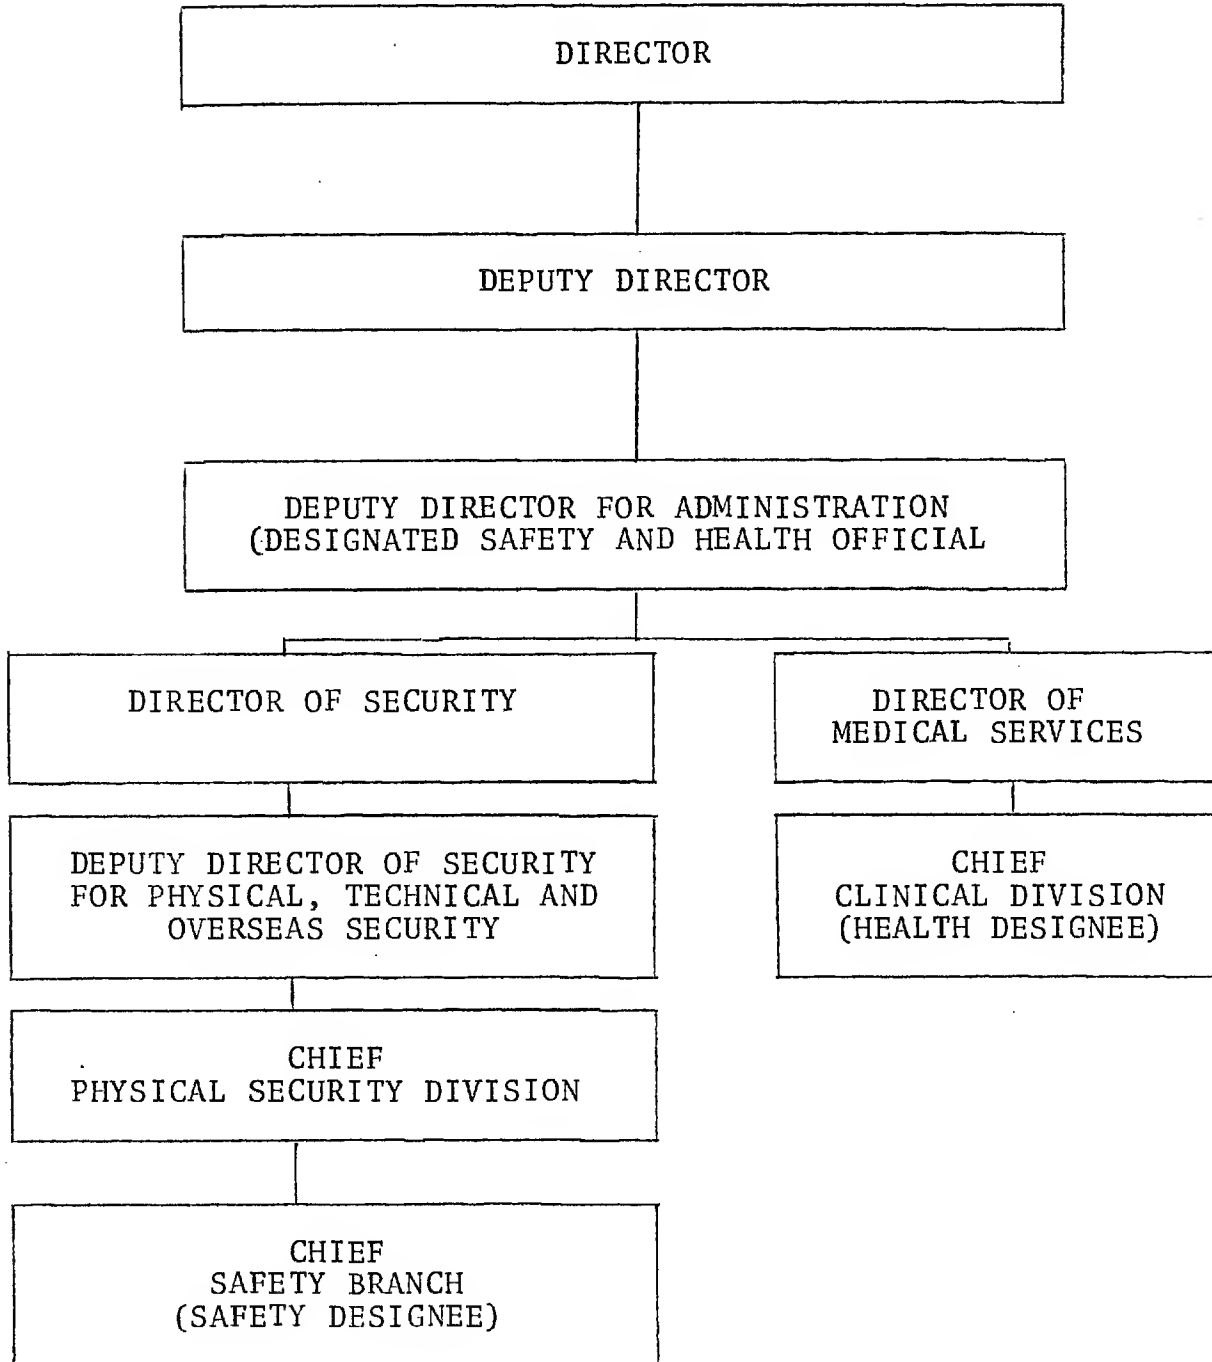 DIRECTOR
DEPUTY DIRECTOR
DEPUTY DIRECTOR FOR ADMINISTRATION
(DESIGNATED SAFETY AND HEALTH OFFICIAL
DIRECTOR OF SECURITY
DIRECTOR OF
MEDICAL SERVICES
DEPUTY DIRECTOR OF SECURITY
FOR PHYSICAL, TECHNICAL AND
OVERSEAS SECURITY
CHIEF
CLINICAL DIVISION
(HEALTH DESIGNEE)
CHIEF
PHYSICAL SECURITY DIVISION
CHIEF
SAFETY BRANCH
(SAFETY DESIGNEE)